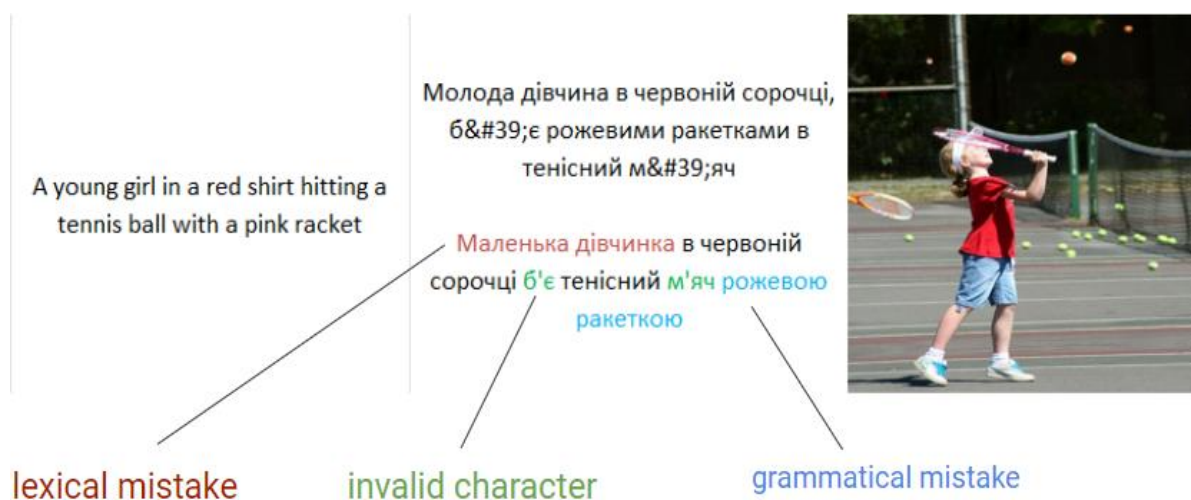 A young girl in a red shirt hitting a
tennis ball with a pink racket
Молода дівчина в червоній сорочці,
б&#39;є рожевими ракетками в
тенісний м&#39;яч
Маленька дівчинка в червоній
сорочці б'є тенісний м'яч рожевою
ракеткою
lexical mistake
invalid character
grammatical mistake